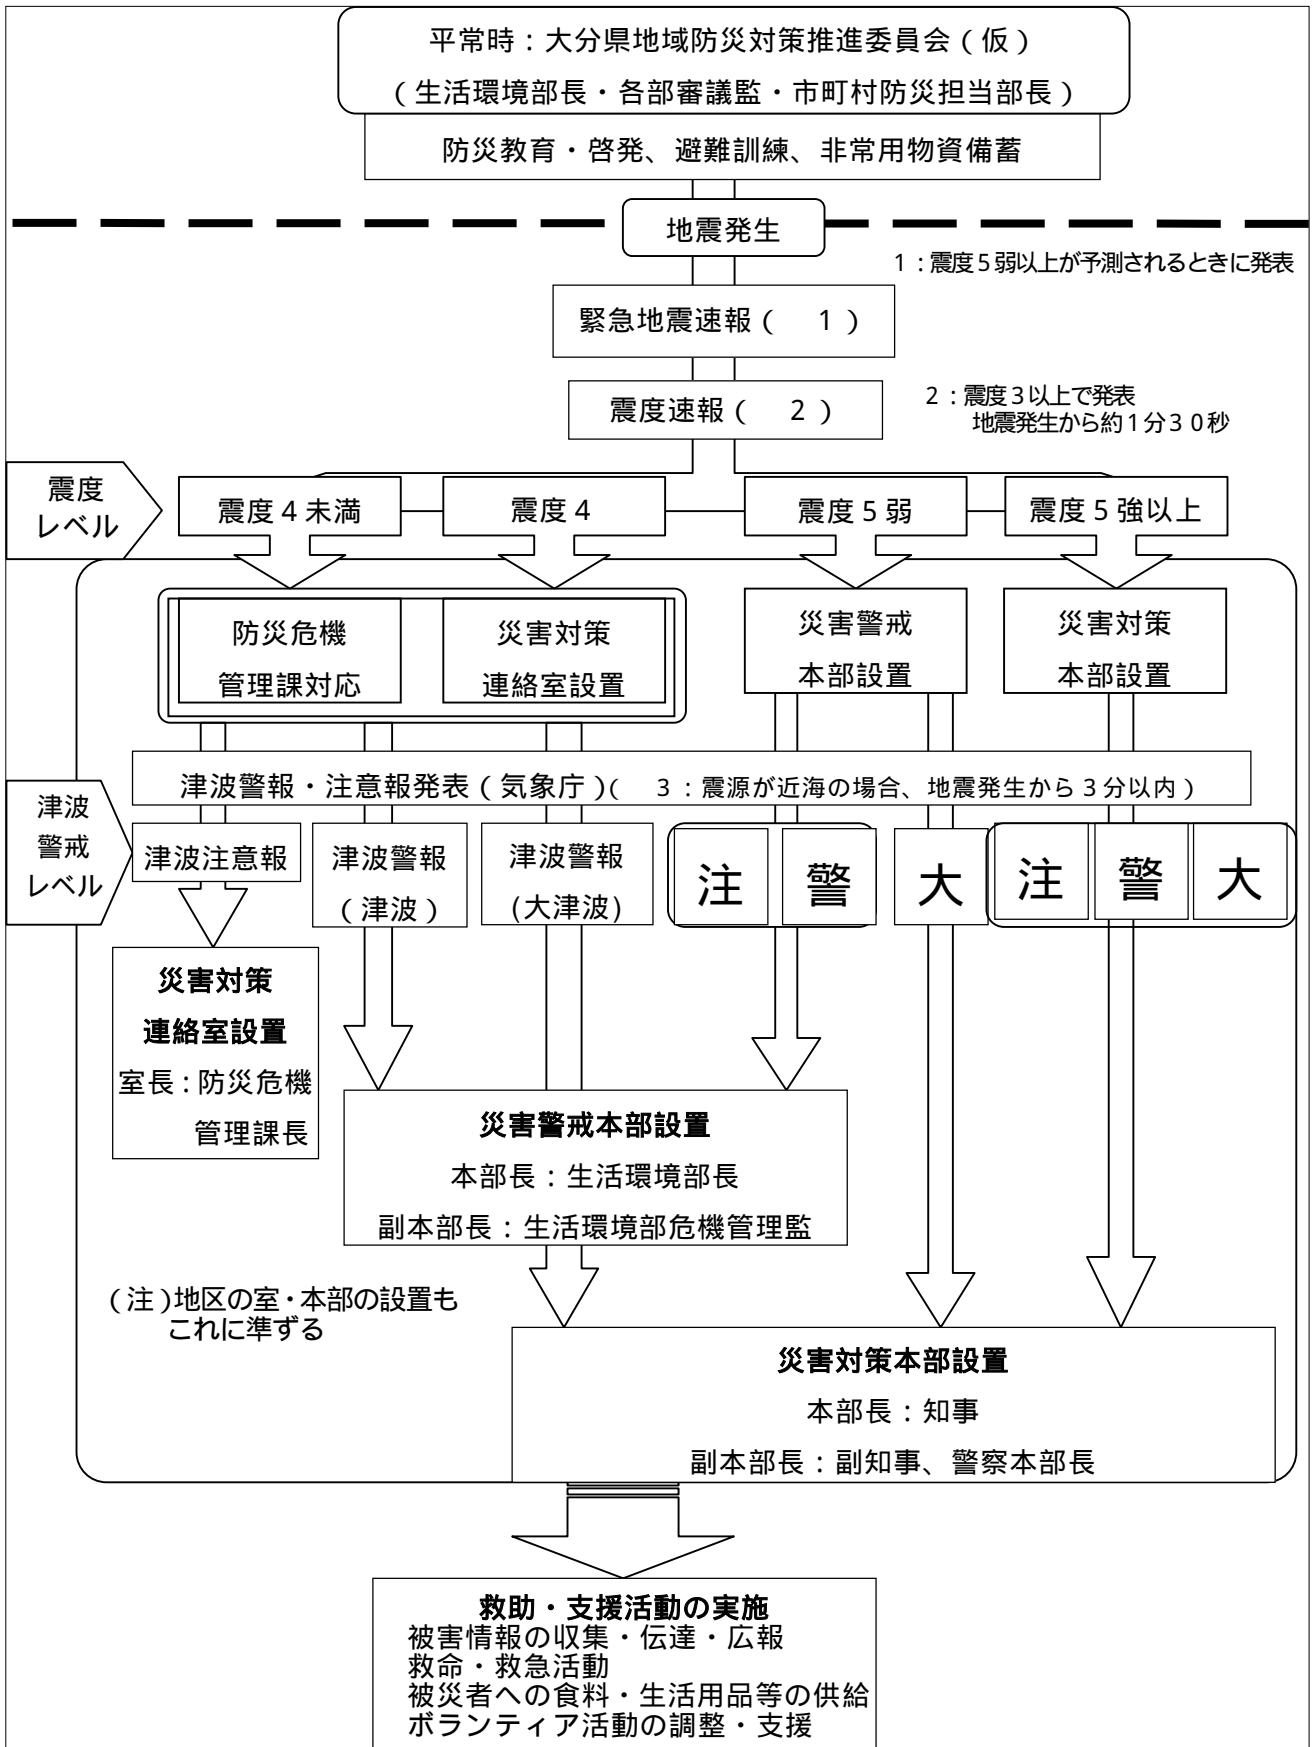 平常時：大分県地域防災対策推進委員会（仮）
（生活環境部長・各部審議監・市町村防災担当部長）
防災教育・啓発、避難訓練、非常用物資備蓄
地震発生
1：震度５弱以上が予測されるときに発表
緊急地震速報（　1）
2：震度３以上で発表
地震発生から約１分３０秒
震度速報（　2）
震度
レベル
震度４未満
震度４
震度５弱
震度５強以上
防災危機
管理課対応
災害対策
連絡室設置
災害警戒
本部設置
災害対策
本部設置
津波警報・注意報発表（気象庁）（　3：震源が近海の場合、地震発生から３分以内）
津波
警戒
レベル
津波注意報
津波警報
（津波）
津波警報
(大津波)
注
警
大
注
警
大
災害対策
連絡室設置
室長：防災危機
管理課長
災害警戒本部設置
本部長：生活環境部長
副本部長：生活環境部危機管理監
（注）地区の室・本部の設置も
これに準ずる
災害対策本部設置
本部長：知事
副本部長：副知事、警察本部長
救助・支援活動の実施
被害情報の収集・伝達・広報
救命・救急活動
被災者への食料・生活用品等の供給
ボランティア活動の調整・支援